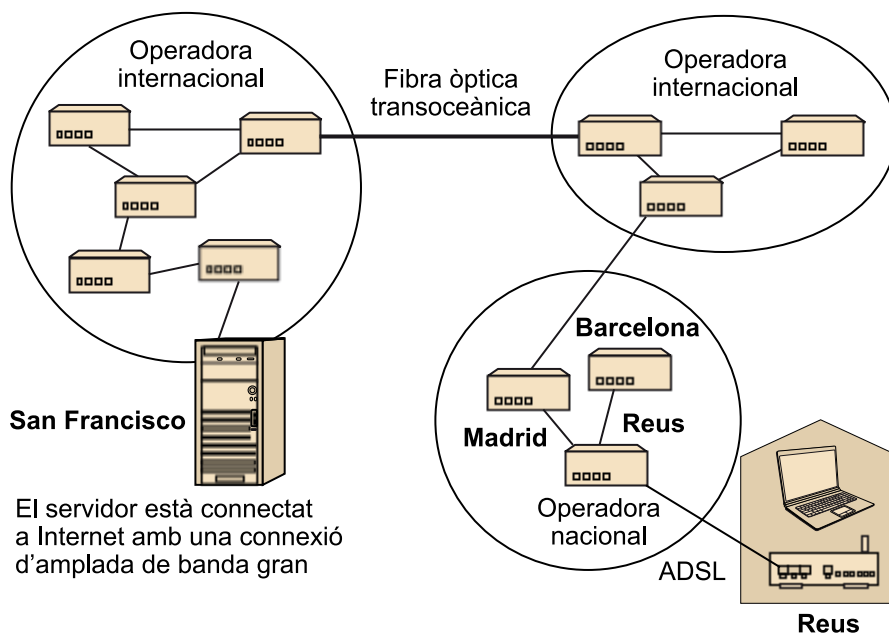 Operadora
internacional
Fibra òptica
transoceànica
Operadora
internacional
San Francisco
El servidor està connectat
a Internet amb una connexió
d'amplada de banda gran
Barcelona
Madrid
Reus
Operadora
nacional
ADSL
Reus